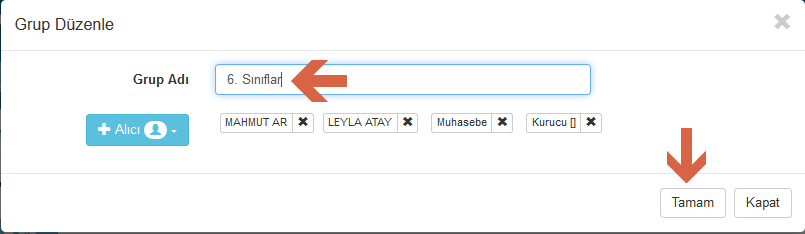 Grup Düzenle
Grup Adı
6. Sınıflar
Alıcı
MAHMUT AR
LEYLA ATAY
Muhasebe
Kurucu []
Tamam
Kapat